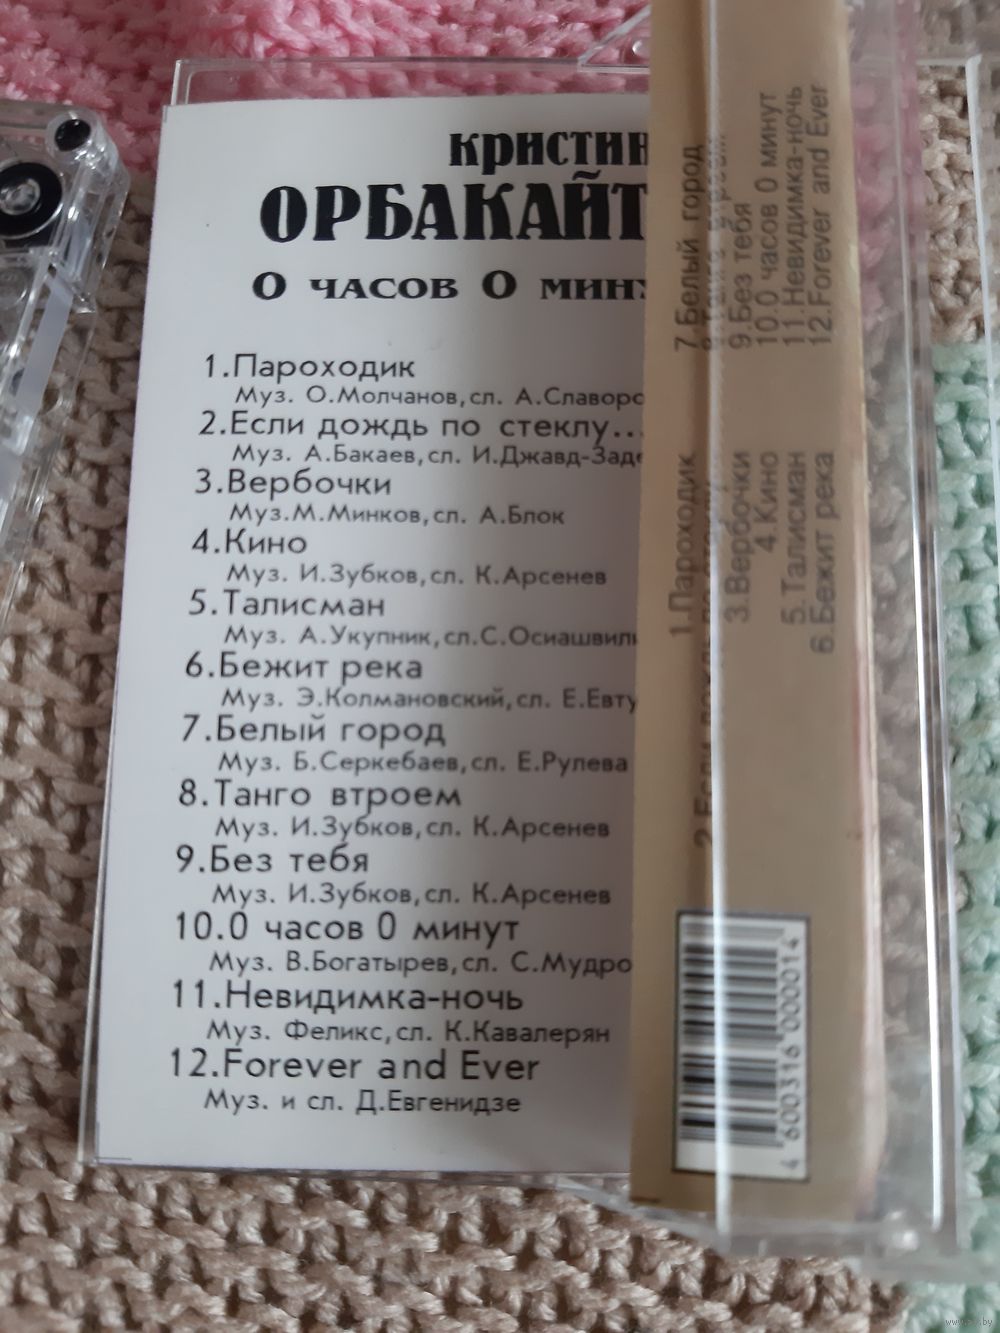 кристин
ОРБАКАЙТ
0 часов 0 мин
1.Пароходик
Муз. О.Молчанов,сл. А.Славоро
2.Если дождь по стеклу...
Муз. А.Бакаев,сл. И.Джавд-Заде
3.Вербочки
Муз.М.Минков,сл. А.Блок
4.Кино
Муз. И.Зубков,сл. К.Арсенев
5.Талисман
Муз. А.Укупник,сл.С.Осиашвили
6.Бежит река
Муз. Э.Колмановский,сл. Е.Евту
7.Белый город
Муз. Б.Серкебаев,сл. Е.Рулева
8.Танго втроем
Муз. И.Зубков,сл. К.Арсенев
9.Без тебя
Муз. И.Зубков,сл. К.Арсенев
10.0 часов 0 минут
Муз. В.Богатырев,сл. С.Мудро
11.Невидимка-ночь
Муз. Феликс,сл. К.Кавалерян
12.Forever and Ever
Муз. и сл. Д.Евгенидзе
1.Пароходик
3.Вербочки
4.Кино
5.Талисман
6.Бежит река
7.Белый город
9.Без тебя
10.0 часов 0 минут
11.Невидимка-ночь
12.Forever and Ever
4 600316 000014